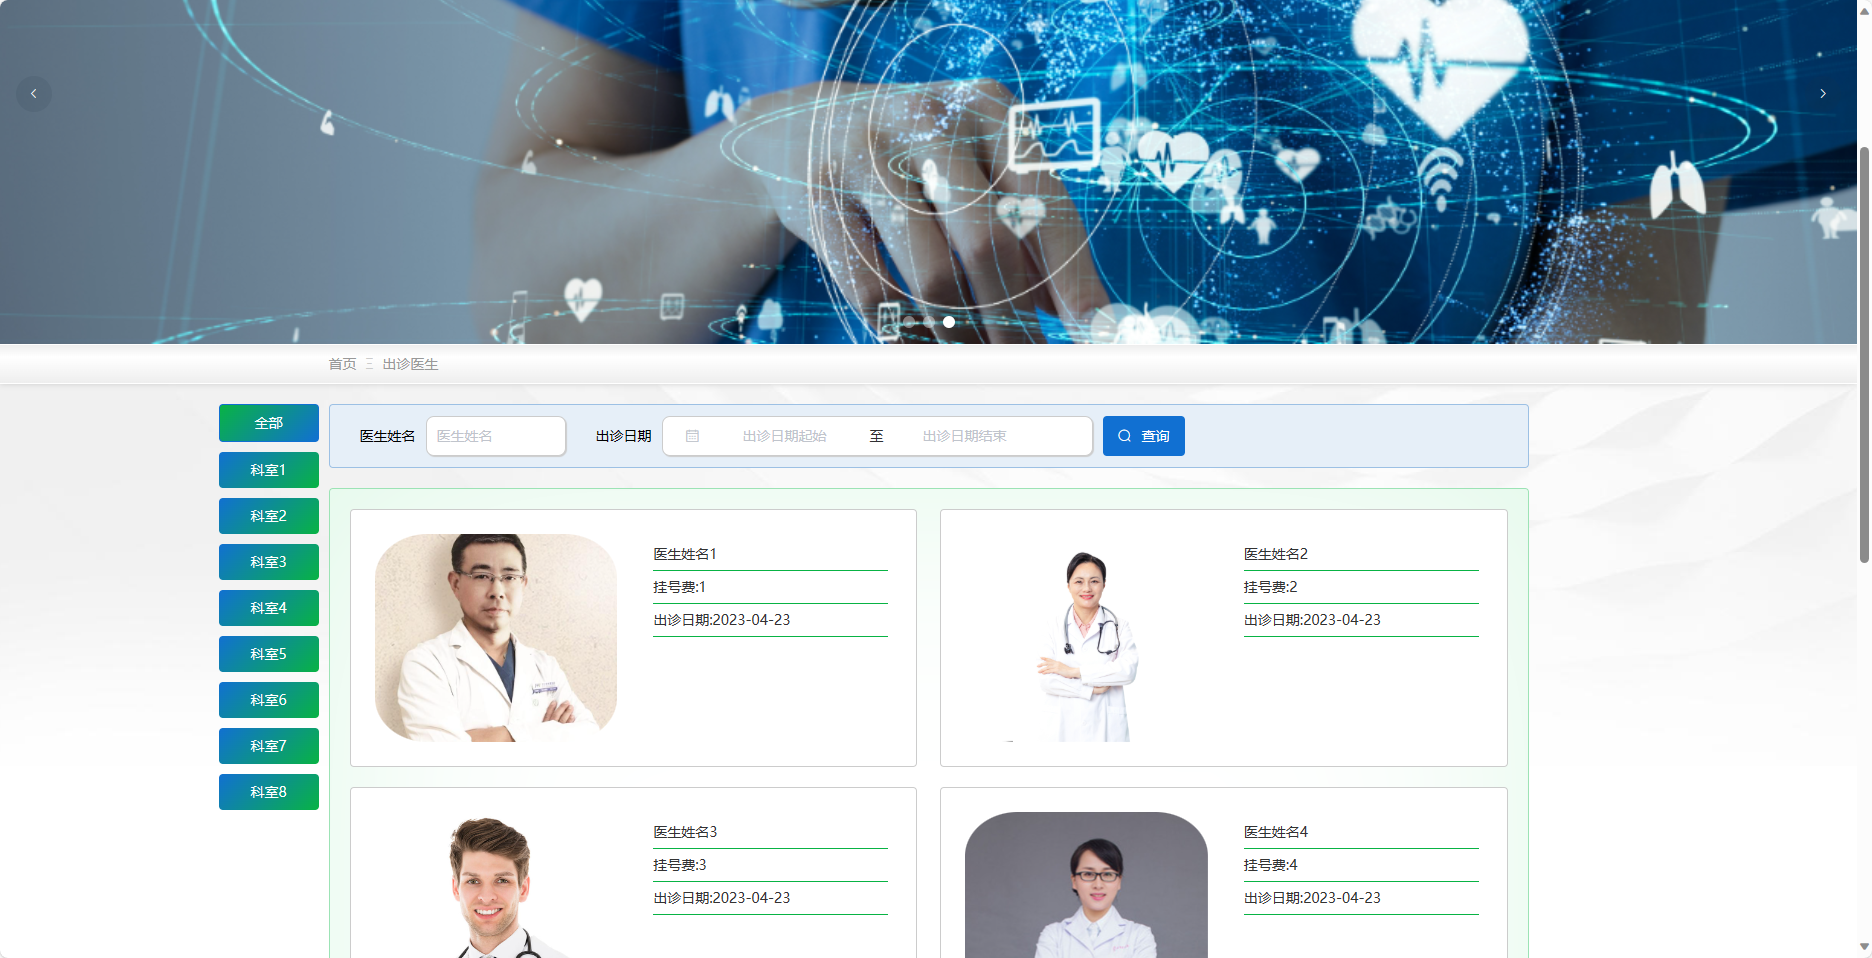 首页 三 出诊医生
全部
科室1
科室2
科室3
科室4
科室5
科室6
科室7
科室8
医生姓名 医生姓名 出诊日期 出诊日期起始 至 出诊日期结束 查询
医生姓名1
挂号费:1
出诊日期:2023-04-23
医生姓名2
挂号费:2
出诊日期:2023-04-23
医生姓名3
挂号费:3
出诊日期:2023-04-23
医生姓名4
挂号费:4
出诊日期:2023-04-23